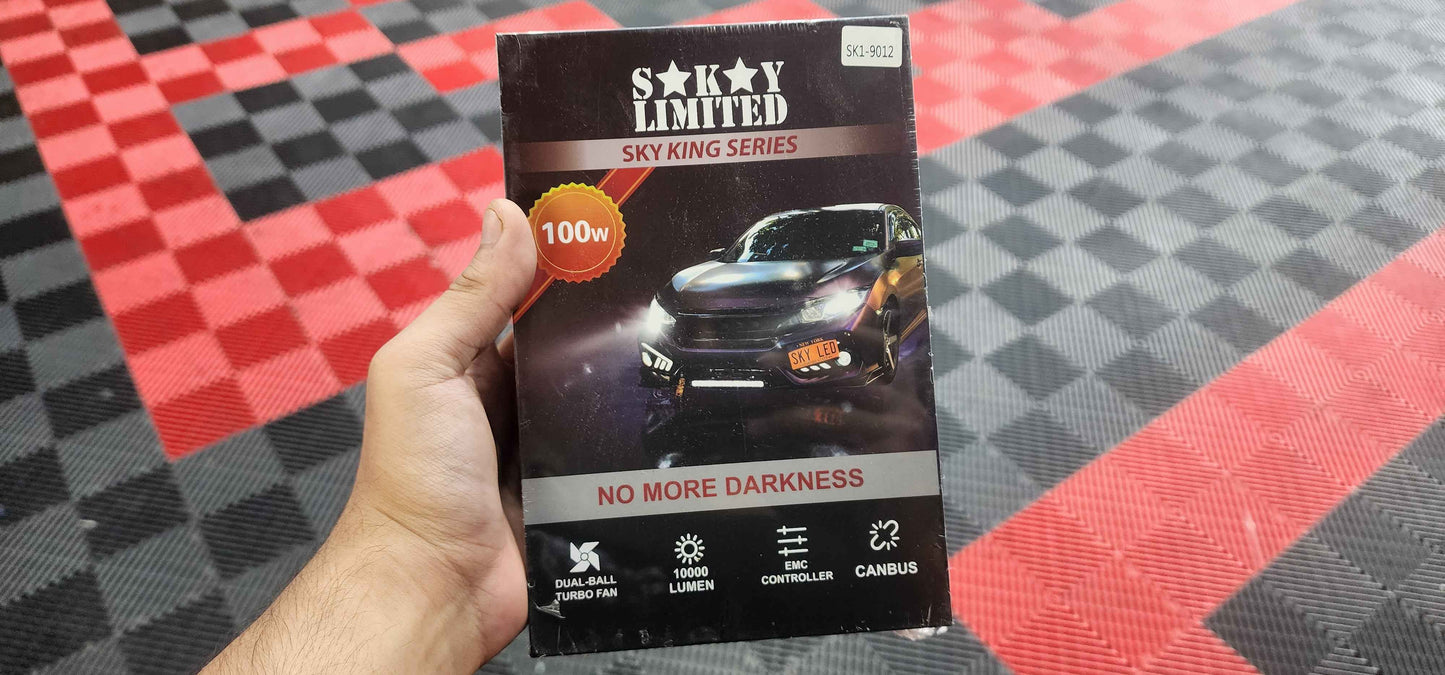 SK1-9012
S★K★Y
LIMITED
SKY KING SERIES
100W
NEW YORK
SKY LED
NO MORE DARKNESS
DUAL-BALL
TURBO FAN
10000
LUMEN
EMC
CONTROLLER
CANBUS